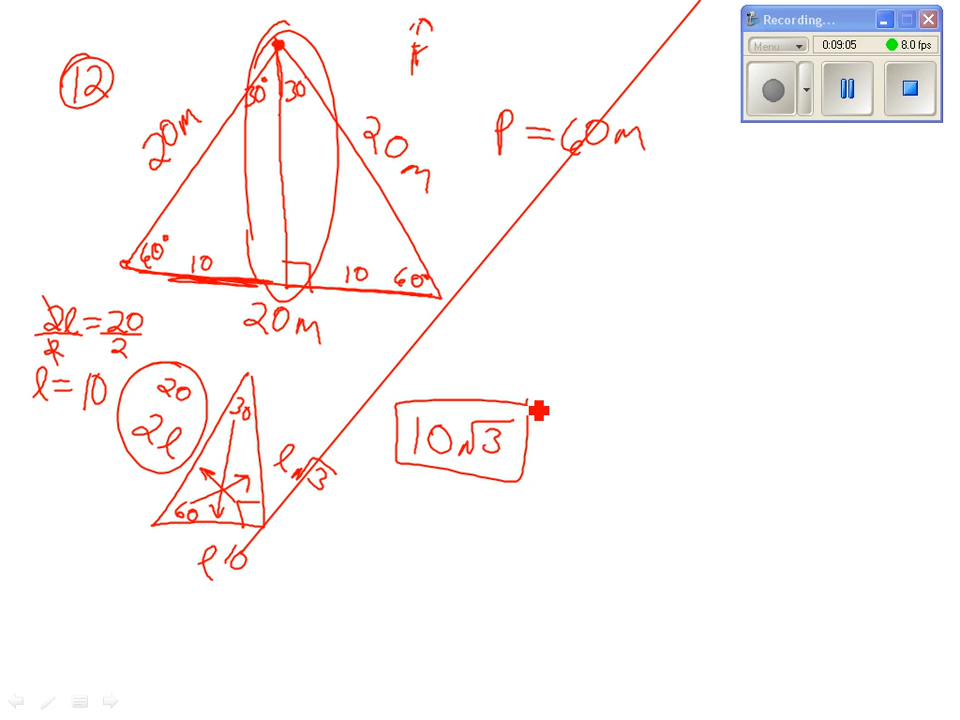 12
30° 30
20m
20m
P = 60m
60°
10
10
60°
20m
2l = 20
2 2
l = 10
20
2l
30
l√3
60
l 10
10√3
Recording...
Menu
0:09:05
8.0 fps